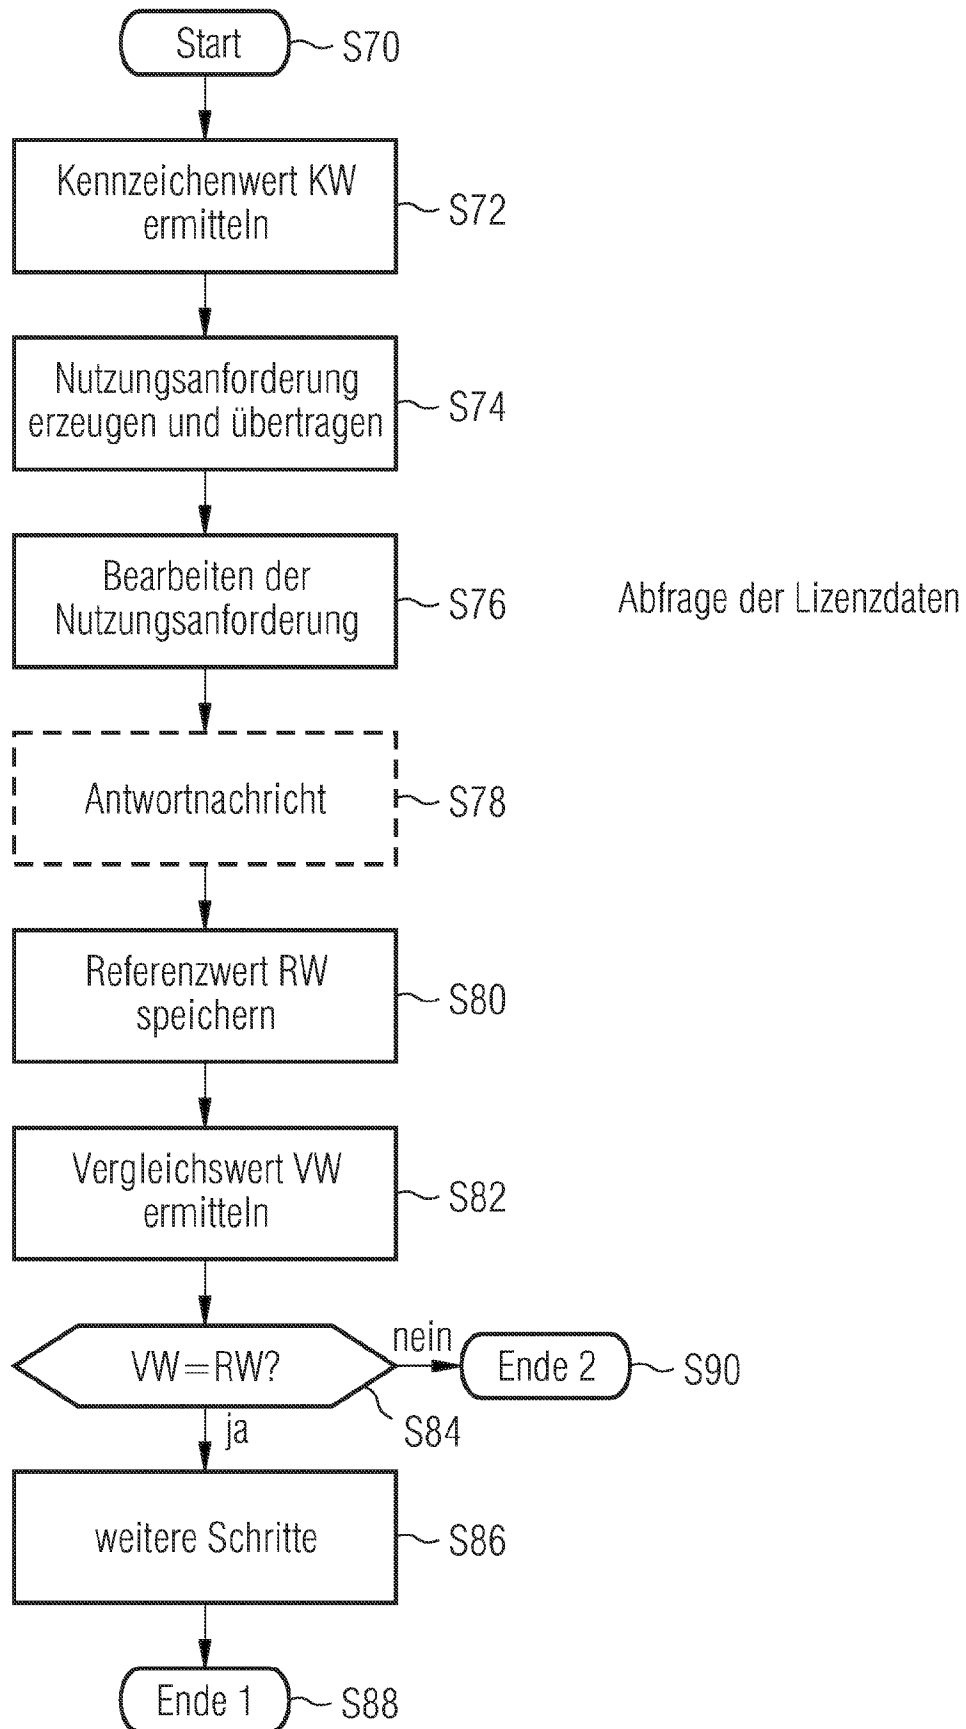 Start
S70
Kennzeichenwert KW
ermitteln
S72
Nutzungsanforderung
erzeugen und übertragen
S74
Bearbeiten der
Nutzungsanforderung
S76
Abfrage der Lizenzdaten
Antwortnachricht
S78
Referenzwert RW
speichern
S80
Vergleichswert VW
ermitteln
S82
VW=RW?
nein
Ende 2
S90
S84
ja
weitere Schritte
S86
Ende 1
S88